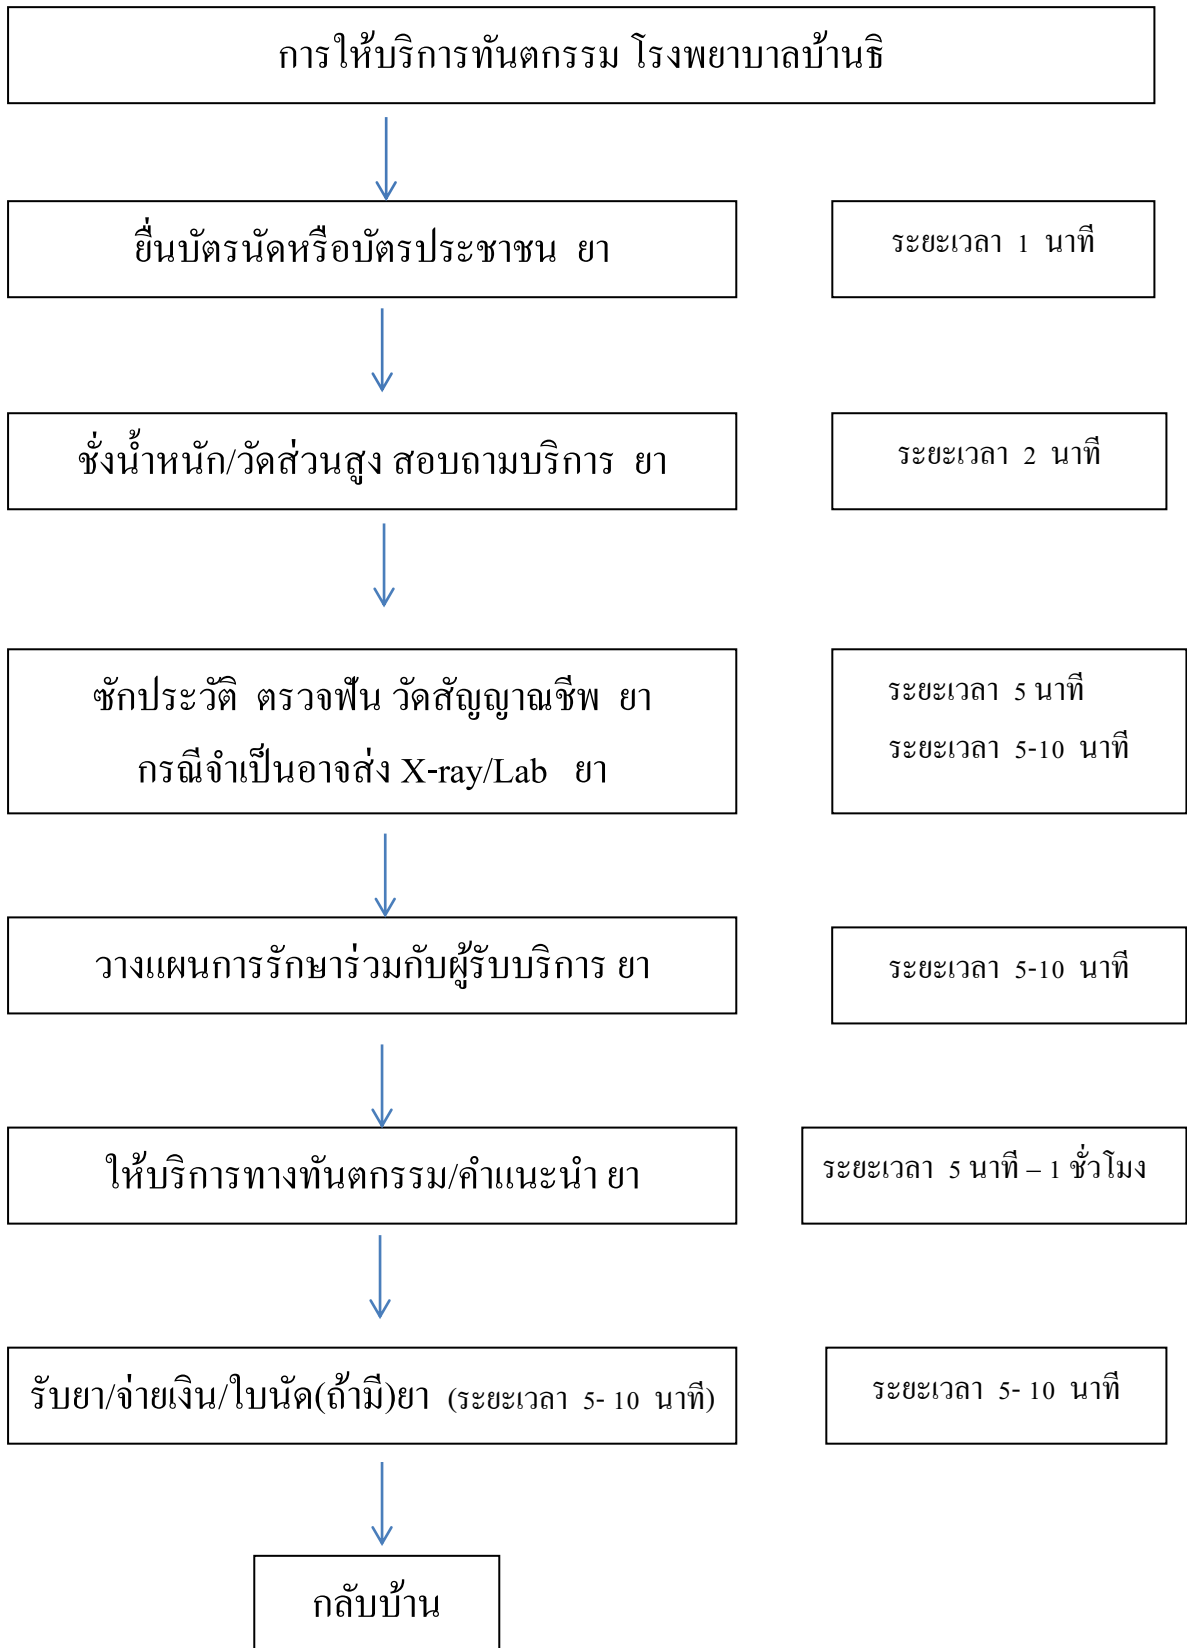 การให้บริการทันตกรรม โรงพยาบาลบ้านธิ
ยื่นบัตรนัดหรือบัตรประชาชน ยา
ระยะเวลา 1 นาที
ชั่งน้ำหนัก/วัดส่วนสูง สอบถามบริการ ยา
ระยะเวลา 2 นาที
ซักประวัติ ตรวจฟัน วัดสัญญาณชีพ ยา
กรณีจำเป็นอาจส่ง X-ray/Lab ยา
ระยะเวลา 5 นาที
ระยะเวลา 5-10 นาที
วางแผนการรักษาร่วมกับผู้รับบริการ ยา
ระยะเวลา 5-10 นาที
ให้บริการทางทันตกรรม/คำแนะนำ ยา
ระยะเวลา 5 นาที – 1 ชั่วโมง
รับยา/จ่ายเงิน/ใบนัด(ถ้ามี)ยา (ระยะเวลา 5- 10 นาที)
ระยะเวลา 5- 10 นาที
กลับบ้าน